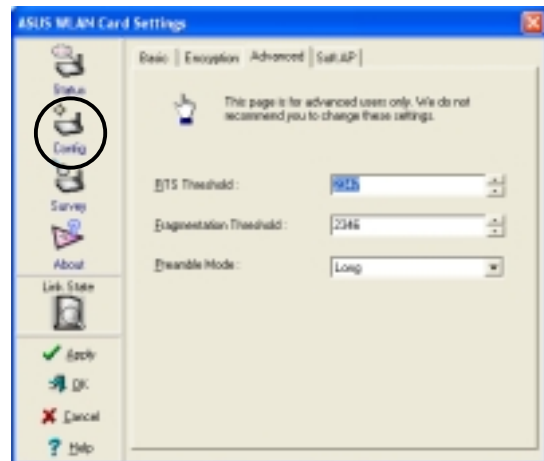 ASUS WLAN Card Settings
Status
Config
Survey
About
Link State
Apply
OK
Cancel
Help
Basic
Encryption
Advanced
Soft AP
This page is for advanced users only. We do not
recommend you to change these settings.
RTS Threshold :
Fragmentation Threshold :
2346
Preamble Mode :
Long